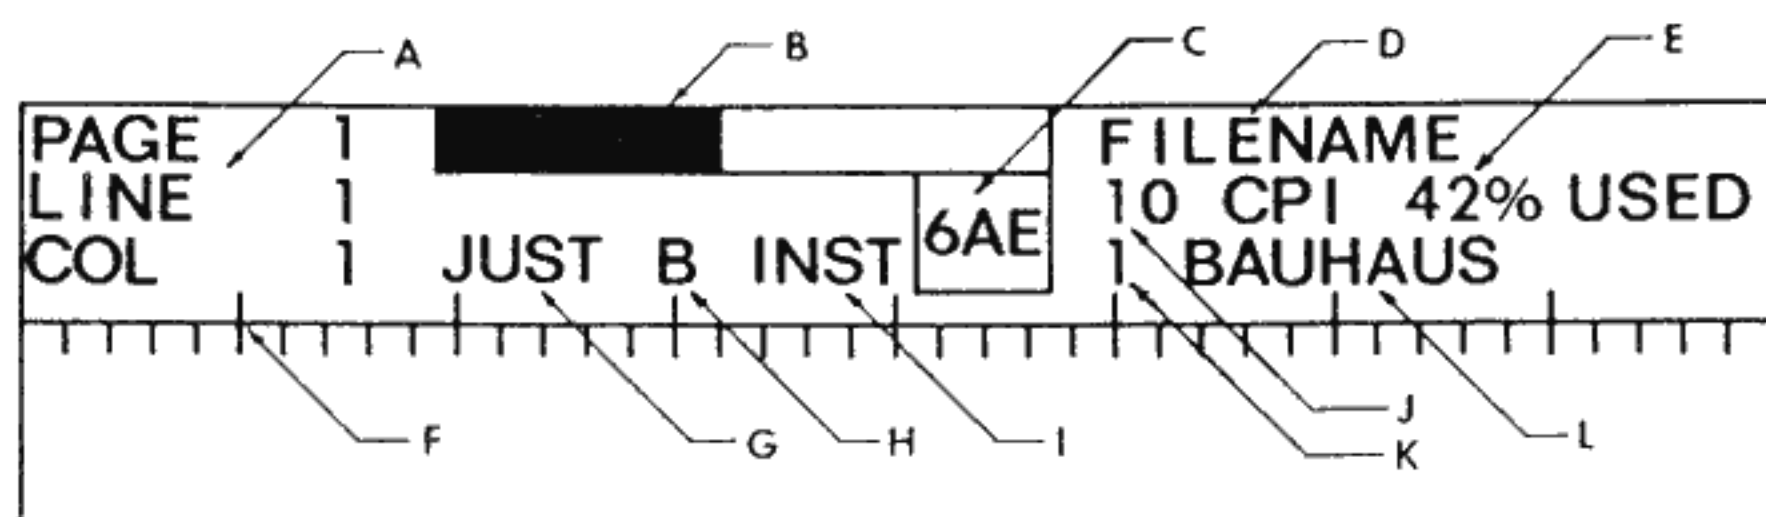 A B C D E
PAGE 1 FILENAME
LINE 1 6AE 10 CPI 42% USED
COL 1 JUST B INST 1 BAUHAUS
F G H I J K L